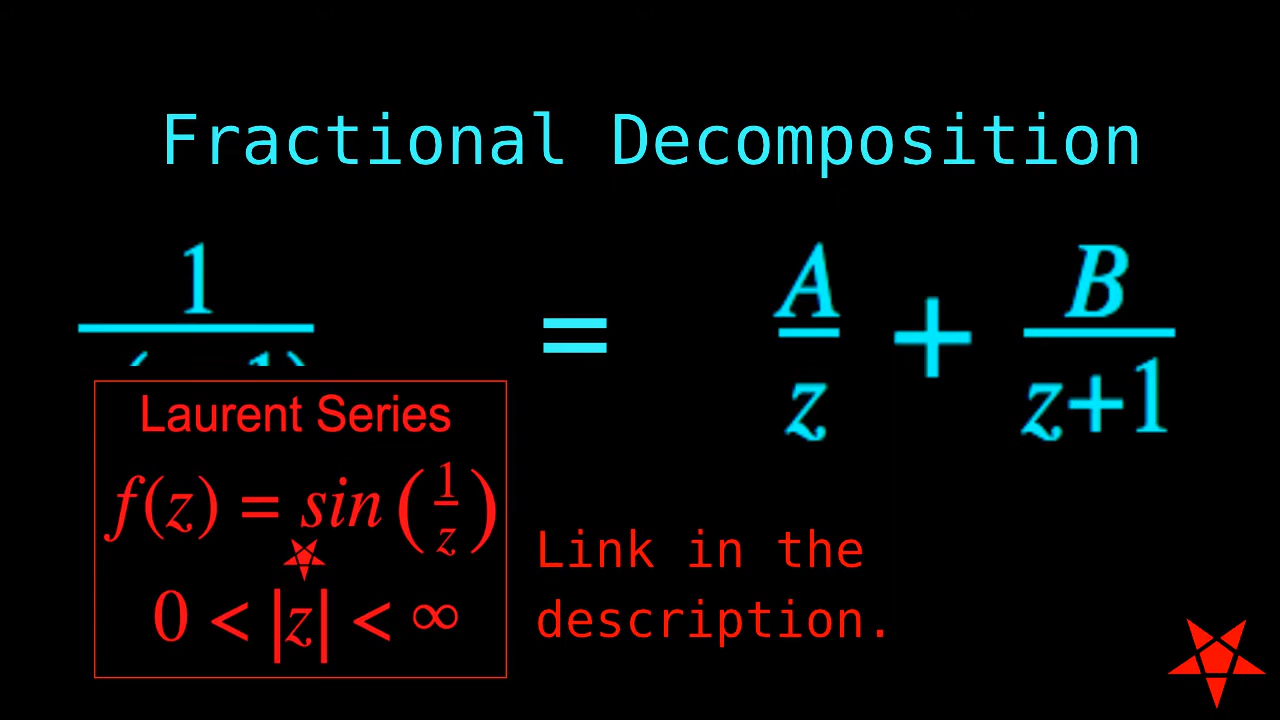 Fractional Decomposition
1 = A/z + B/z+1
Laurent Series
f(z) = sin(1/z)
0 < |z| < ∞
Link in the
description.